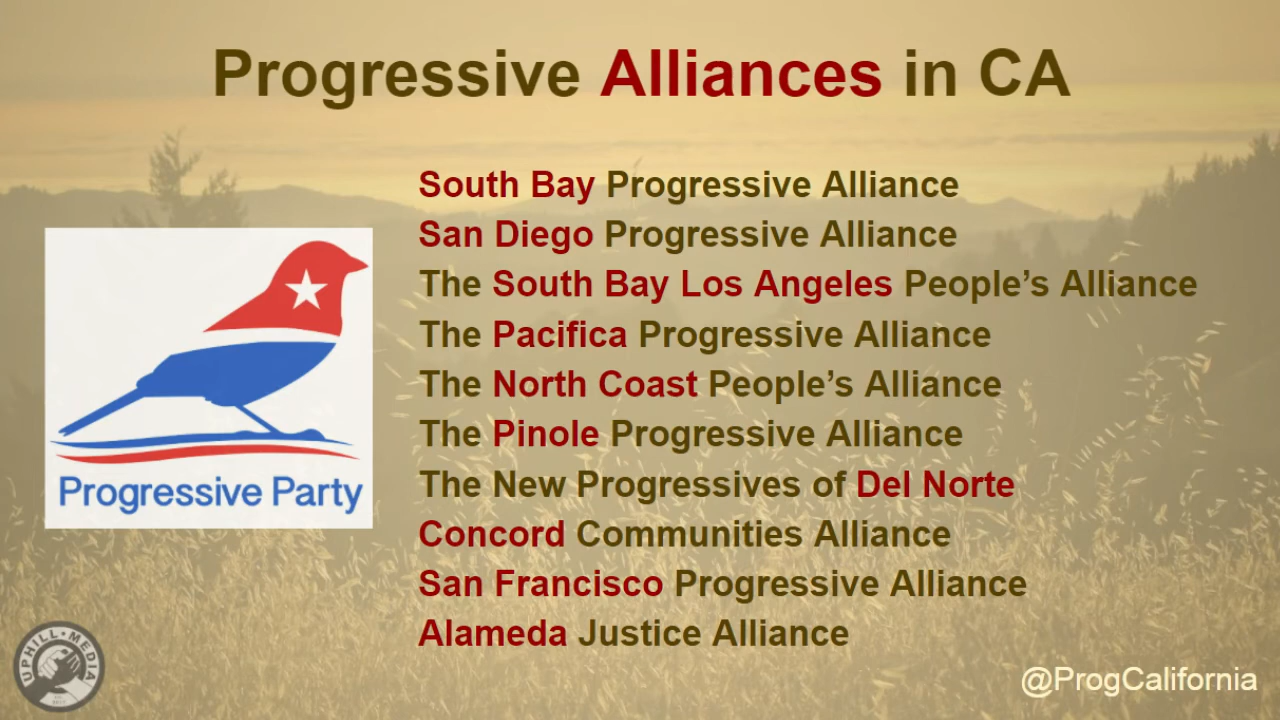 Progressive Alliances in CA
South Bay Progressive Alliance
San Diego Progressive Alliance
The South Bay Los Angeles People’s Alliance
The Pacifica Progressive Alliance
The North Coast People’s Alliance
The Pinole Progressive Alliance
The New Progressives of Del Norte
Concord Communities Alliance
San Francisco Progressive Alliance
Alameda Justice Alliance
Progressive Party
UPHILL • MEDIA
@ProgCalifornia